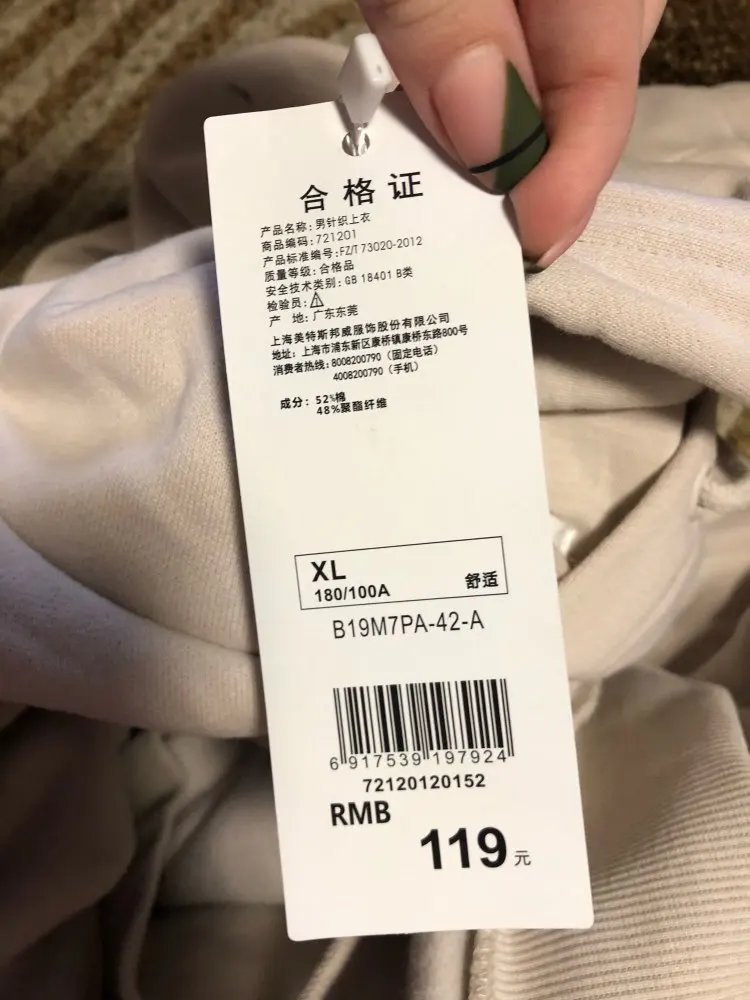 合格证
产品名称:男针织上衣
商品编码:721201
产品标准编号:FZ/T 73020-2012
质量等级:合格品
安全技术类别:GB 18401 B类
检验员:
产 地:广东东莞
上海美特斯邦威服饰股份有限公司
地址:上海市浦东新区康桥镇康桥东路800号
消费者热线:8008200790(固定电话)
4008200790(手机)
成分:52%棉
48%聚酯纤维
XL
180/100A 舒适
B19M7PA-42-A
6 917539 197924
72120120152
RMB
119元